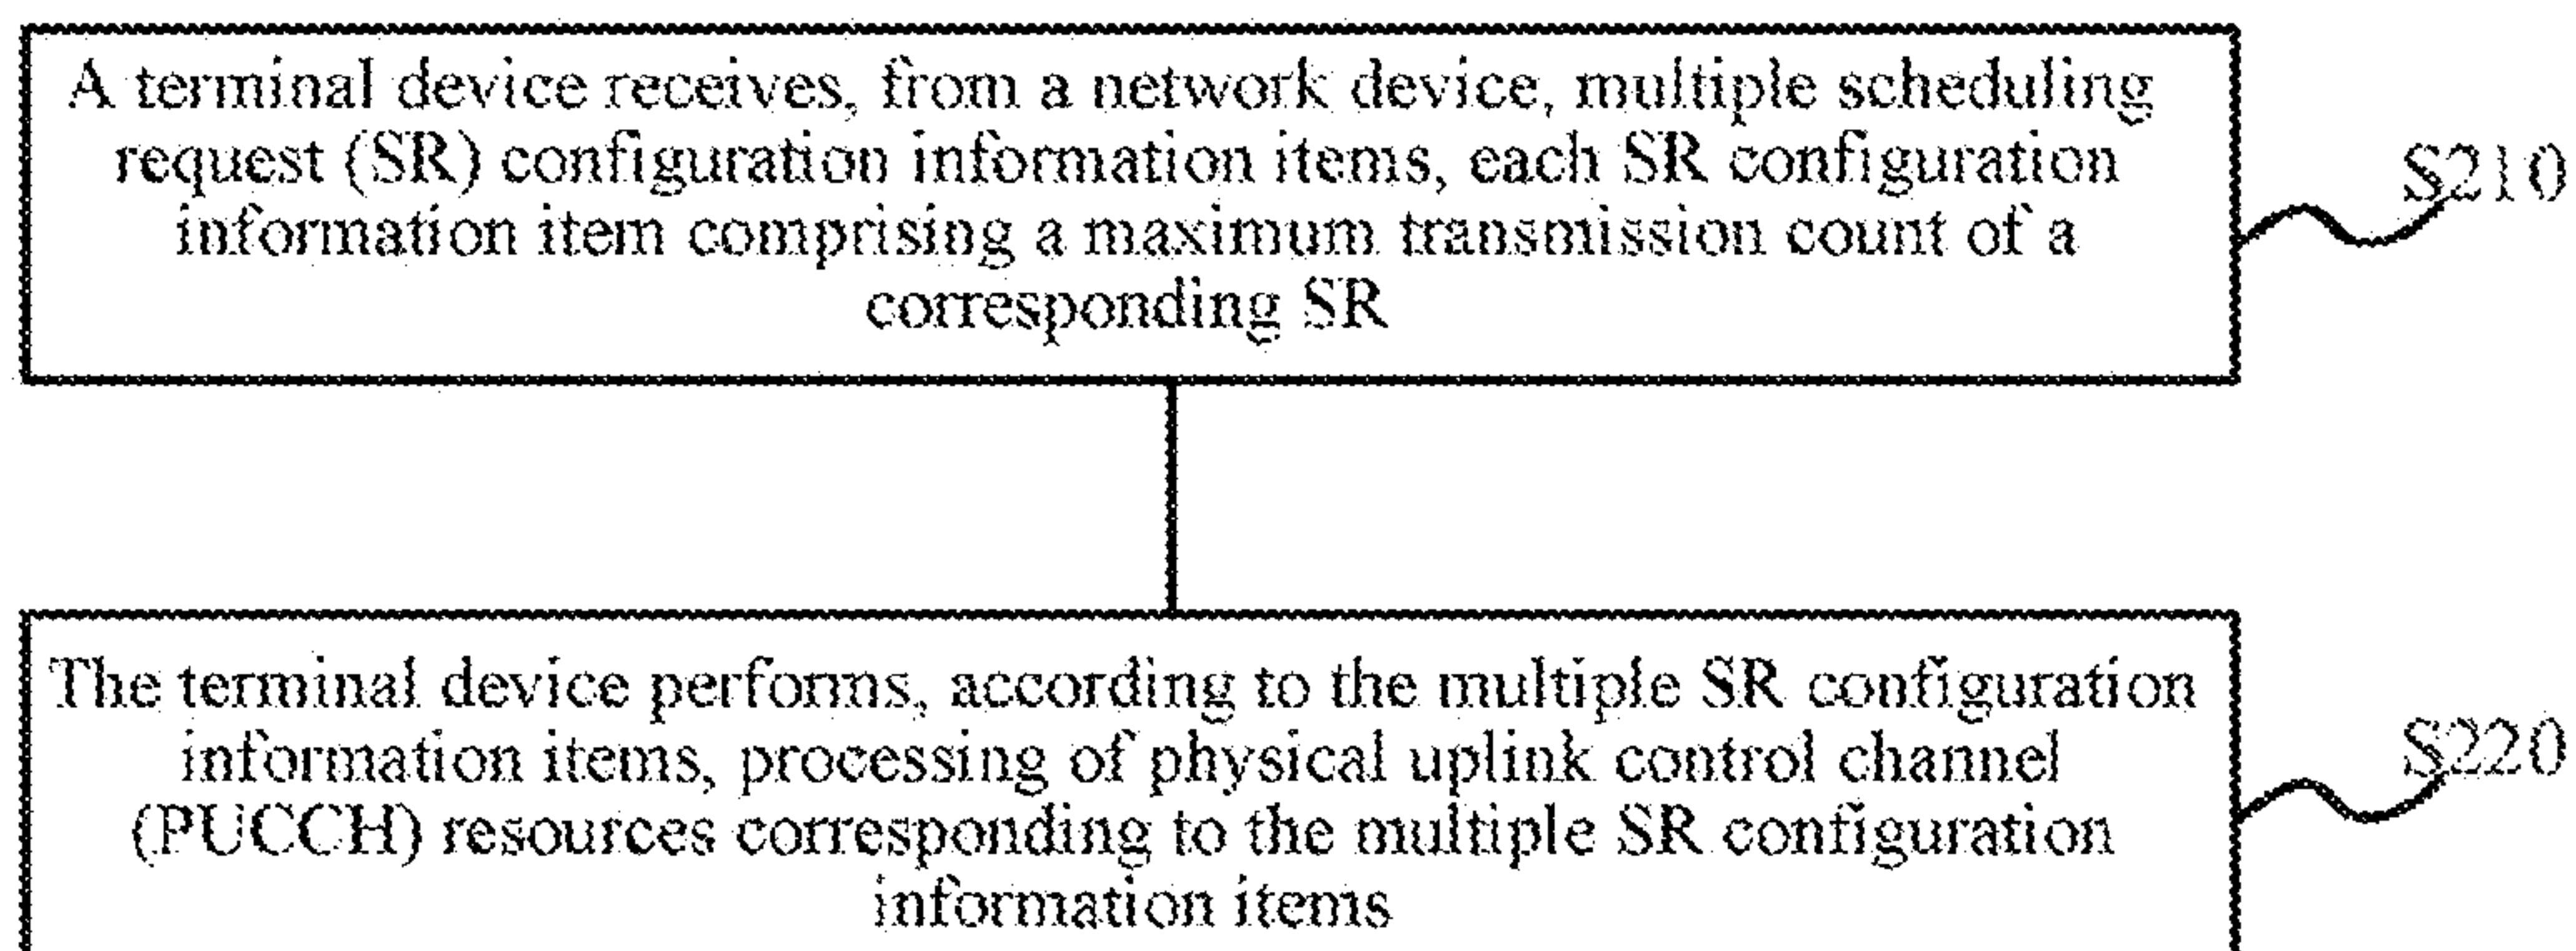 A terminal device receives, from a network device, multiple scheduling
request (SR) configuration information items, each SR configuration
information item comprising a maximum transmission count of a
corresponding SR
S210
The terminal device performs, according to the multiple SR configuration
information items, processing of physical uplink control channel
(PUCCH) resources corresponding to the multiple SR configuration
information items
S220